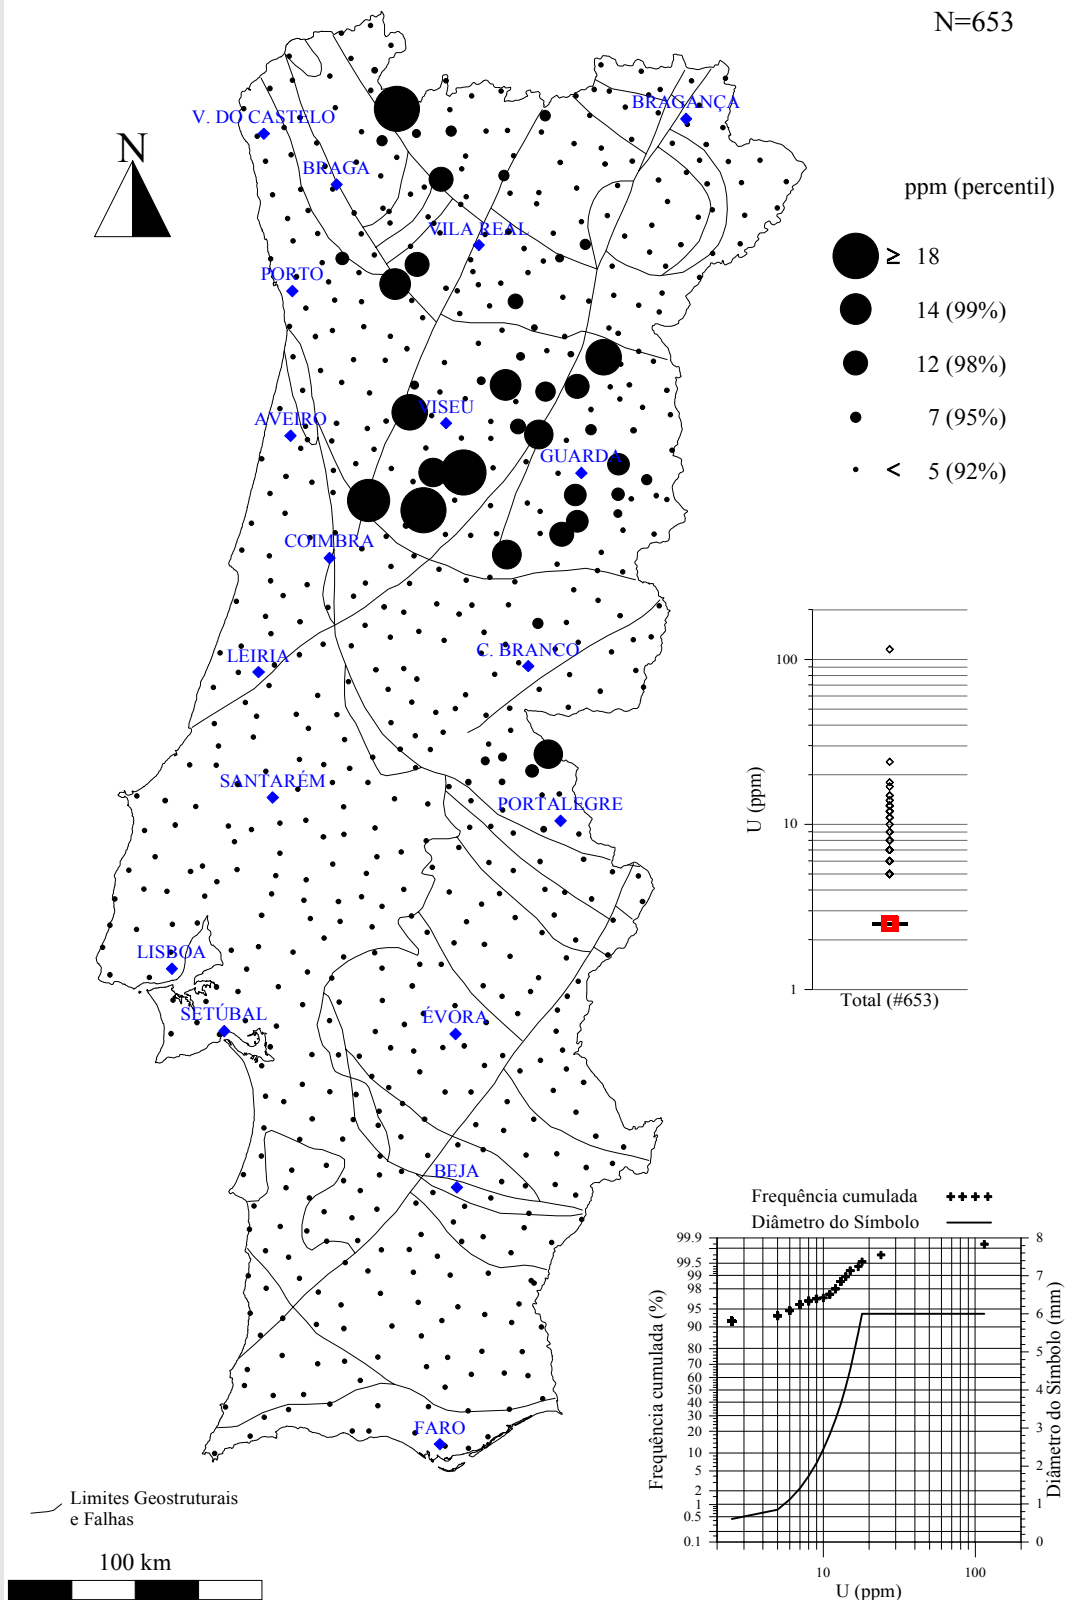 N=653
BRAGANÇA
V. DO CASTELO
N
BRAGA
ppm (percentil)
VILA REAL
≥ 18
PORTO
14 (99%)
12 (98%)
VISEU
AVEIRO
7 (95%)
GUARDA
< 5 (92%)
COIMBRA
C. BRANCO
LEIRIA
100
SANTARÉM
U (ppm)
PORTALEGRE
10
LISBOA
1
Total (#653)
SETÚBAL
ÉVORA
BEJA
Frequência cumulada
Diâmetro do Símbolo
99.9
8
99.5
99
7
98
95
6
90
80
5
70
60
50
4
40
30
3
20
10
2
5
2
1
1
0.5
0.1
0
Frequência cumulada (%)
Diâmetro do Símbolo (mm)
10
100
U (ppm)
FARO
Limites Geostruturais
e Falhas
100 km